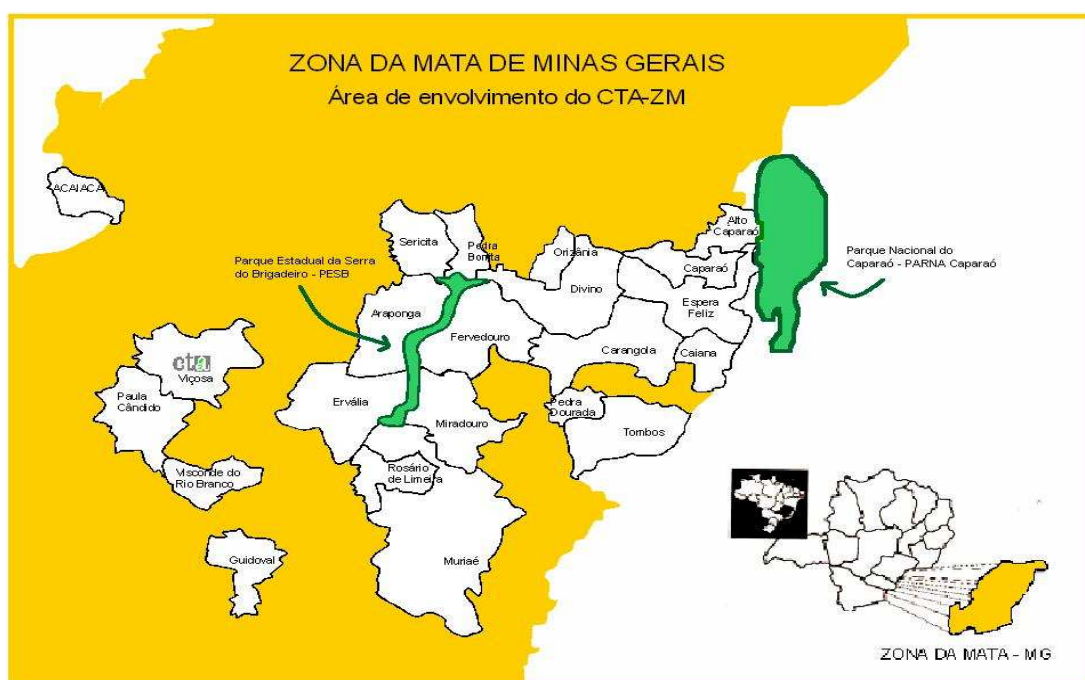 ZONA DA MATA DE MINAS GERAIS
Área de envolvimento do CTA-ZM
ACAIACA
Sericita
Pedra
Bonita
Orizânia
Alto
Caparaó
Parque Estadual da Serra
do Brigadeiro - PESB
Caparaó
Parque Nacional do
Caparaó - PARNA Caparaó
Divino
Espera
Feliz
Araponga
Fervedouro
Carangola
Caiana
cta
Viçosa
Paula
Cândido
Ervália
Miradouro
Pedra
Dourada
Tombos
Visconde do
Rio Branco
Rosário
de Limeira
Guidoval
Muriaé
ZONA DA MATA - MG